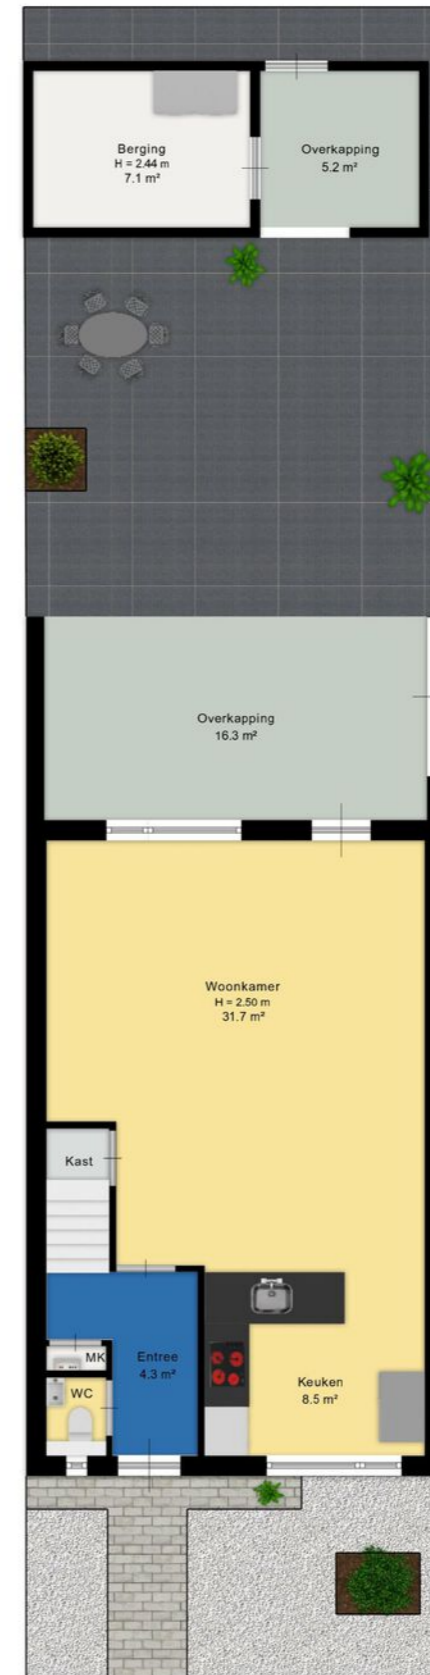 Berging
H = 2.44 m
7.1 m²
Overkapping
5.2 m²
Overkapping
16.3 m²
Woonkamer
H = 2.50 m
31.7 m²
Kast
MK
Entree
4.3 m²
WC
Keuken
8.5 m²